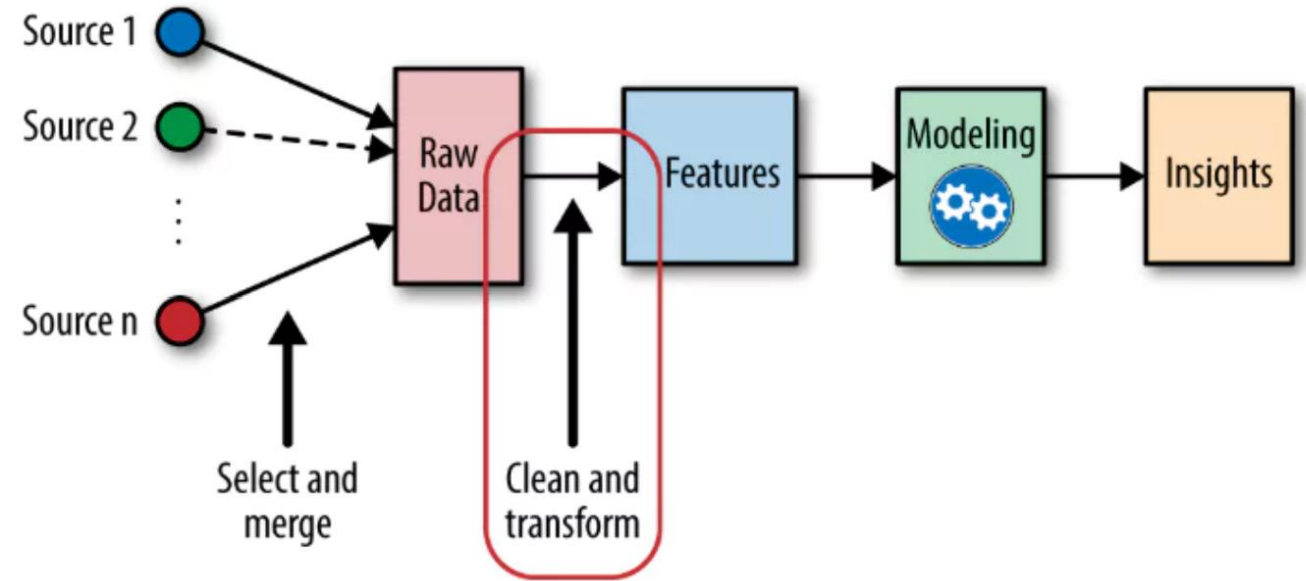 Source 1
Source 2
Source n
Raw
Data
Features
Modeling
Insights
Select and
merge
Clean and
transform